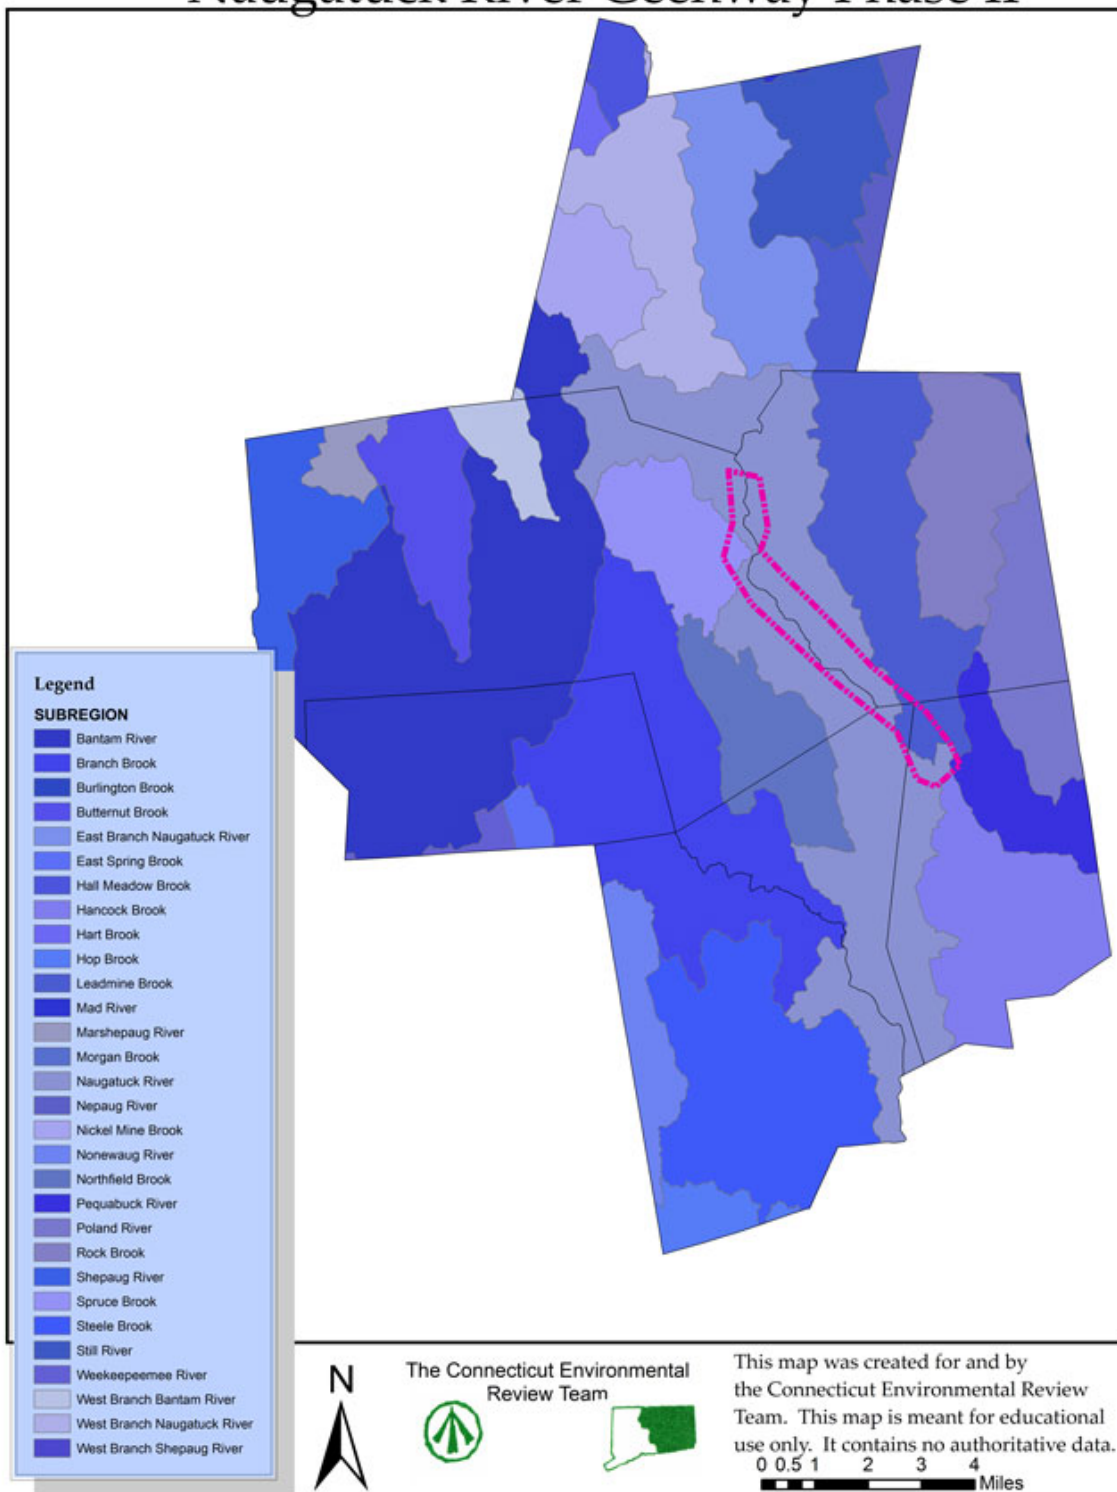 Naugatuck River Geenway Phase II
Legend
SUBREGION
Bantam River
Branch Brook
Burlington Brook
Butternut Brook
East Branch Naugatuck River
East Spring Brook
Hall Meadow Brook
Hancock Brook
Hart Brook
Hop Brook
Leadmine Brook
Mad River
Marshepaug River
Morgan Brook
Naugatuck River
Nepaug River
Nickel Mine Brook
Nonewaug River
Northfield Brook
Pequabuck River
Poland River
Rock Brook
Shepaug River
Spruce Brook
Steele Brook
Still River
Weekeepeemee River
West Branch Bantam River
West Branch Naugatuck River
West Branch Shepaug River
N
The Connecticut Environmental
Review Team
This map was created for and by
the Connecticut Environmental Review
Team. This map is meant for educational
use only. It contains no authoritative data.
0 0.5 1 2 3 4
Miles